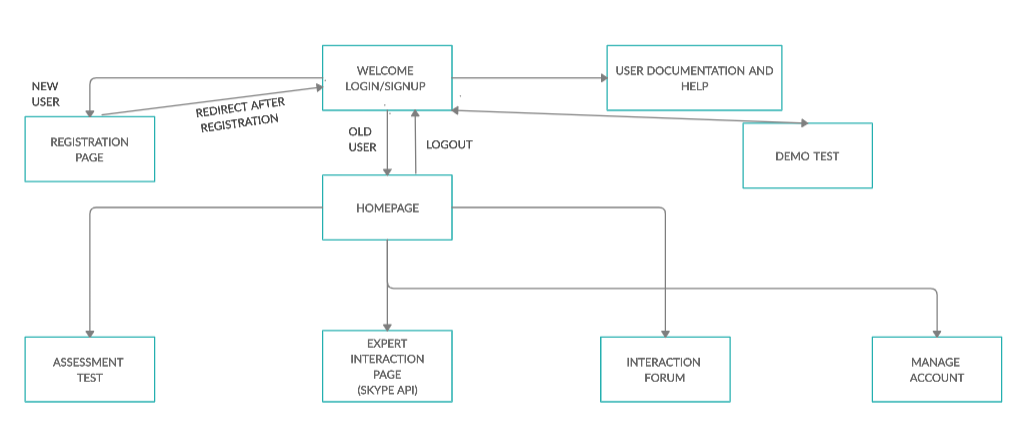 WELCOME
LOGIN/SIGNUP
USER DOCUMENTATION AND
HELP
NEW
USER
REDIRECT AFTER
REGISTRATION
REGISTRATION
PAGE
OLD
USER
LOGOUT
DEMO TEST
HOMEPAGE
ASSESSMENT
TEST
EXPERT
INTERACTION
PAGE
(SKYPE API)
INTERACTION
FORUM
MANAGE
ACCOUNT